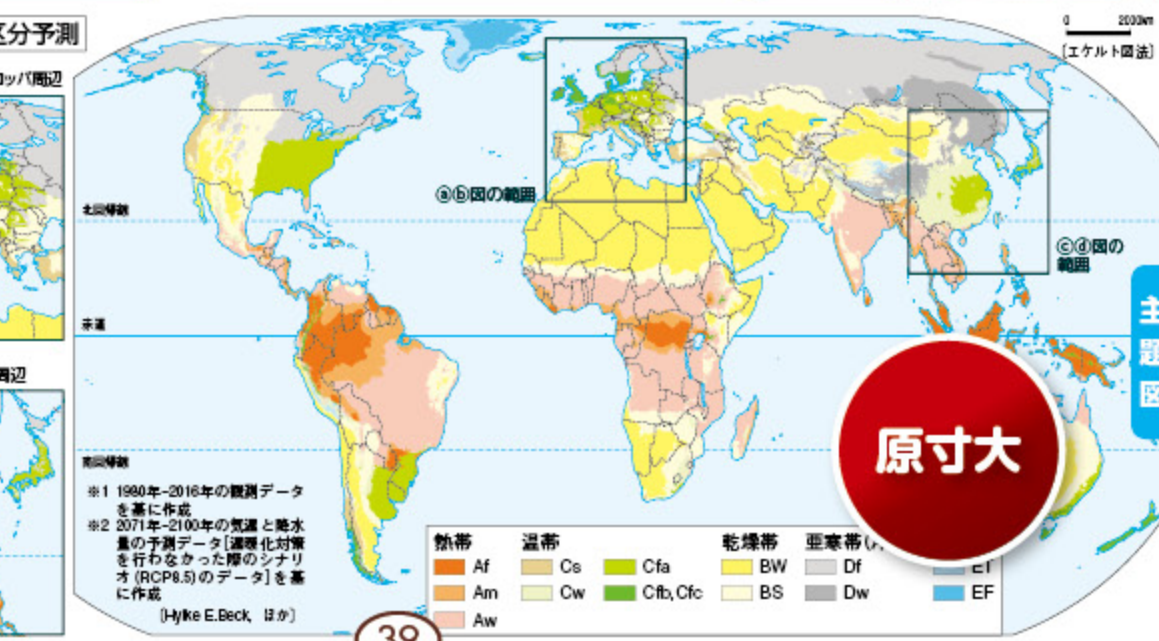 区分予測
0 2000km
[エケルト図法]
ッパ周辺
ⓐⓑ図の範囲
北回帰線
ⓒⓓ図の
範囲
赤道
主
題
図
周辺
原寸大
南回帰線
※1 1980年-2016年の観測データ
を基に作成
※2 2071年-2100年の気温と降水
量の予測データ[温暖化対策
を行わなかった際のシナリ
オ(RCP8.5)のデータ]を基
に作成
[Hylke E.Beck, ほか]
熱帯 温帯 乾燥帯 亜寒帯(
Af Cs Cfa BW Df ET
Am Cw Cfb,Cfc BS Dw EF
Aw
39